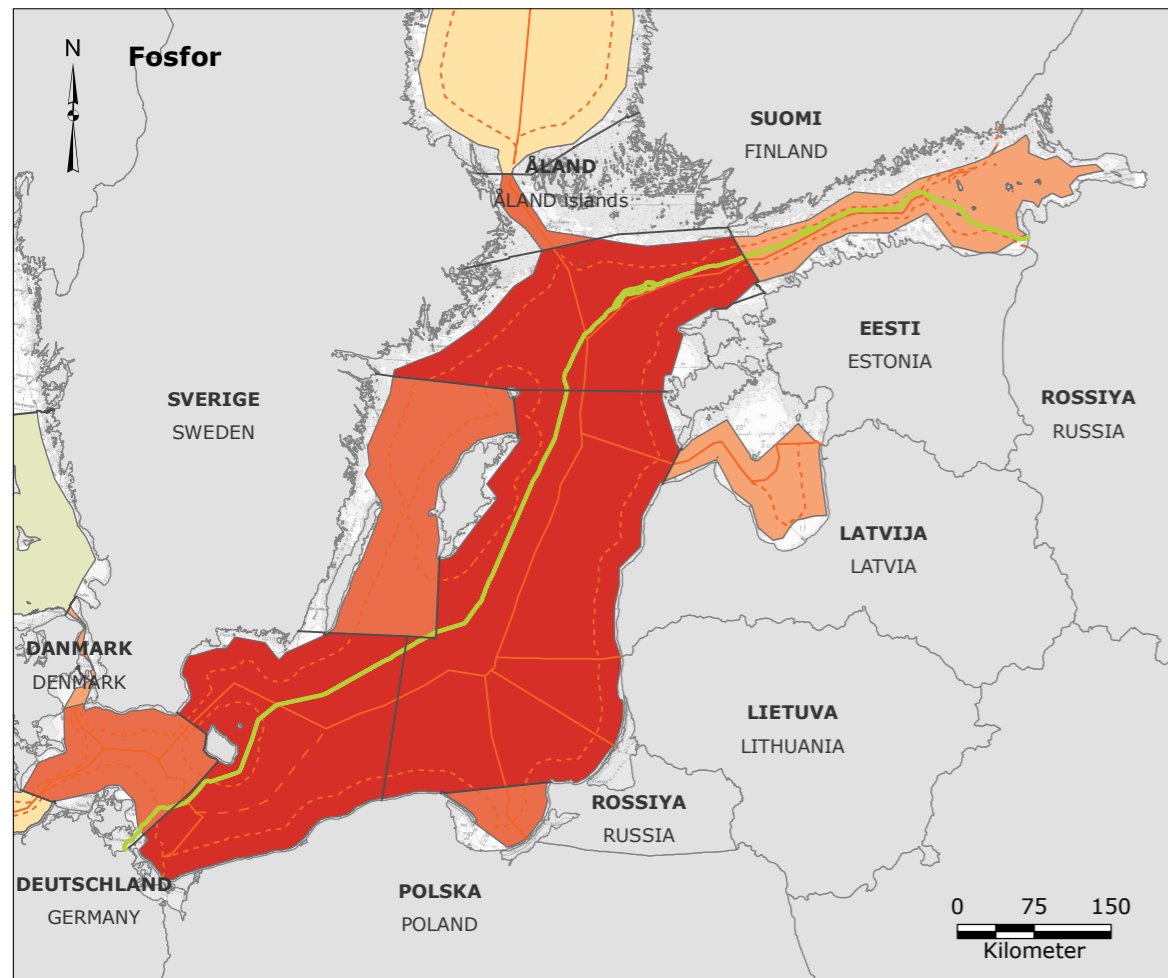 Fosfor
N
SUOMI
FINLAND
ÅLAND
ÅLAND islands
EESTI
ESTONIA
SVERIGE
SWEDEN
ROSSIYA
RUSSIA
LATVIJA
LATVIA
DANMARK
DENMARK
LIETUVA
LITHUANIA
ROSSIYA
RUSSIA
DEUTSCHLAND
GERMANY
POLSKA
POLAND
0 75 150
Kilometer